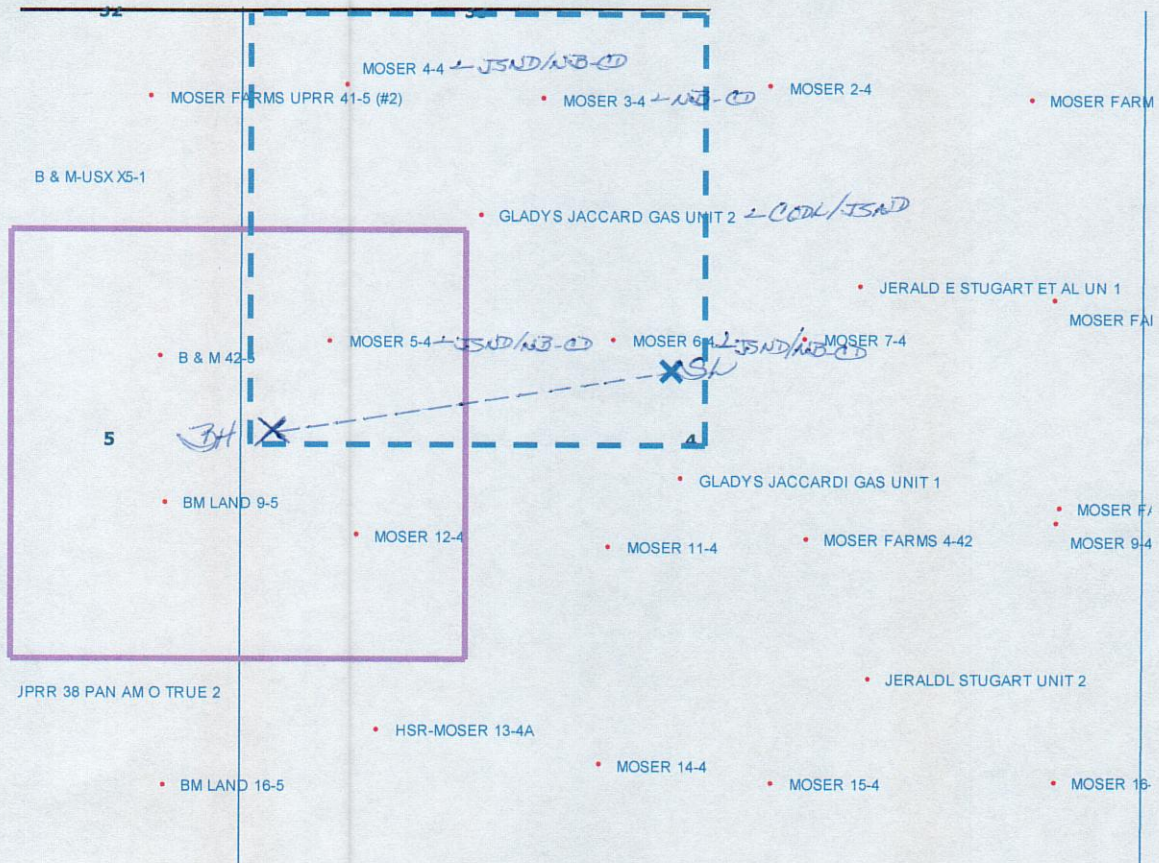 MOSER 4-4 JSND/NB-CD
MOSER FARMS UPRR 41-5 (#2)
MOSER 3-4 NB-CD
MOSER 2-4
MOSER FARM
B & M-USX X5-1
GLADYS JACCARD GAS UNIT 2 CODL/JSND
JERALD E STUGART ET AL UN 1
MOSER FAI
MOSER 5-4 JSND/NB-CD
MOSER 6-4 JSND/NB-CD
MOSER 7-4
B & M 42-5
SL
5
BH
4
GLADYS JACCARDI GAS UNIT 1
BM LAND 9-5
MOSER 12-4
MOSER 11-4
MOSER FARMS 4-42
MOSER FA
MOSER 9-4
JPRR 38 PAN AM O TRUE 2
JERALDL STUGART UNIT 2
HSR-MOSER 13-4A
MOSER 14-4
BM LAND 16-5
MOSER 15-4
MOSER 16-